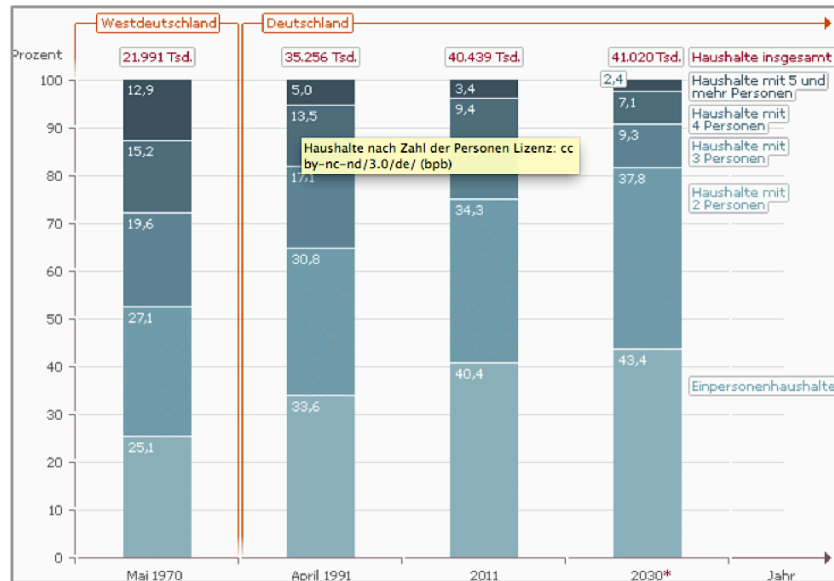 Westdeutschland Deutschland
Prozent 21.991 Tsd. 35.256 Tsd. 40.439 Tsd. 41.020 Tsd. Haushalte insgesamt
100 12,9 5,0 3,4 2,4 Haushalte mit 5 und
mehr Personen
90 15,2 13,5 9,4 7,1 Haushalte mit
4 Personen
Haushalte nach Zahl der Personen Lizenz: cc
by-nc-nd/3.0/de/ (bpb)
80 17,1 9,3 Haushalte mit
3 Personen
70 19,6 34,3 37,8 Haushalte mit
2 Personen
60 30,8
50 27,1
40 33,6 40,4 43,4 Einpersonenhaushalte
30
20 25,1
10
0
Mai 1970 April 1991 2011 2030* Jahr